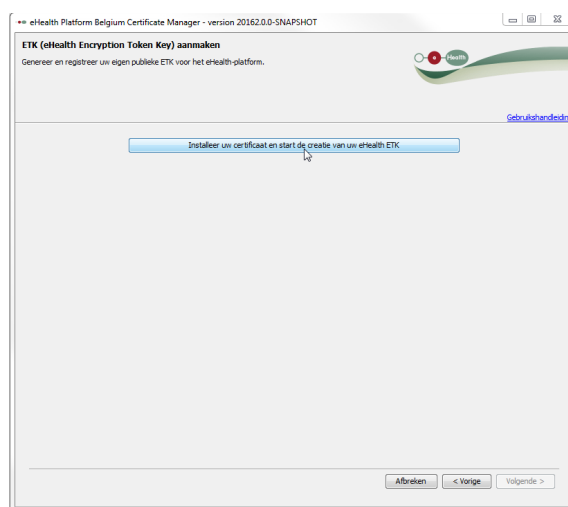 eHealth Platform Belgium Certificate Manager - version 20162.0.0-SNAPSHOT
ETK (eHealth Encryption Token Key) aanmaken
Genereer en registreer uw eigen publieke ETK voor het eHealth-platform.
e-Health
Gebruikshandleidin
Installeer uw certificaat en start de creatie van uw eHealth ETK
Afbreken
< Vorige
Volgende >